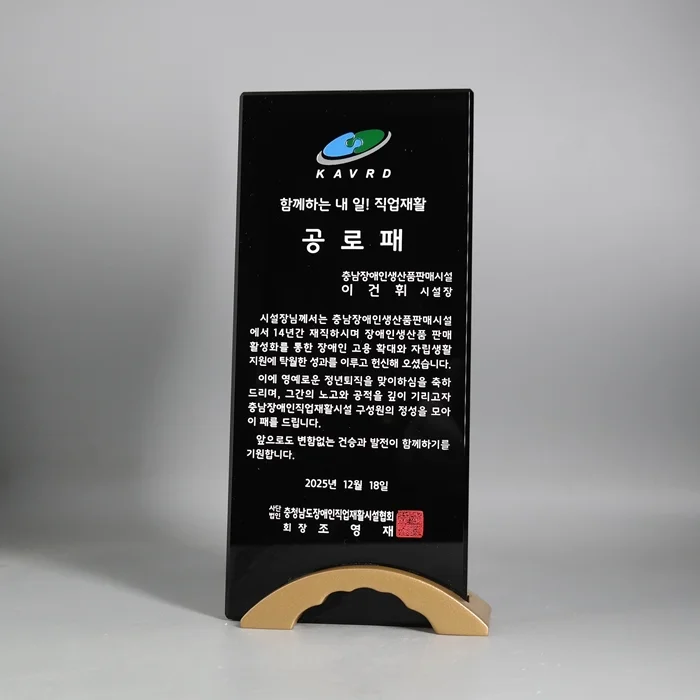 KAVRD
함께하는 내 일! 직업재활
공로패
충남장애인생산품판매시설
이건휘 시설장
시설장님께서는 충남장애인생산품판매시설
에서 14년간 재직하시며 장애인생산품 판매
활성화를 통한 장애인 고용 확대와 자립생활
지원에 탁월한 성과를 이루고 헌신해 오셨습니다.
이에 영예로운 정년퇴직을 맞이하심을 축하
드리며, 그간의 노고와 공적을 깊이 기리고자
충남장애인직업재활시설 구성원의 정성을 모아
이 패를 드립니다.
앞으로도 변함없는 건승과 발전이 함께하기를
기원합니다.
2025년 12월 18일
사단법인 충청남도장애인직업재활시설협회
회장 조영재